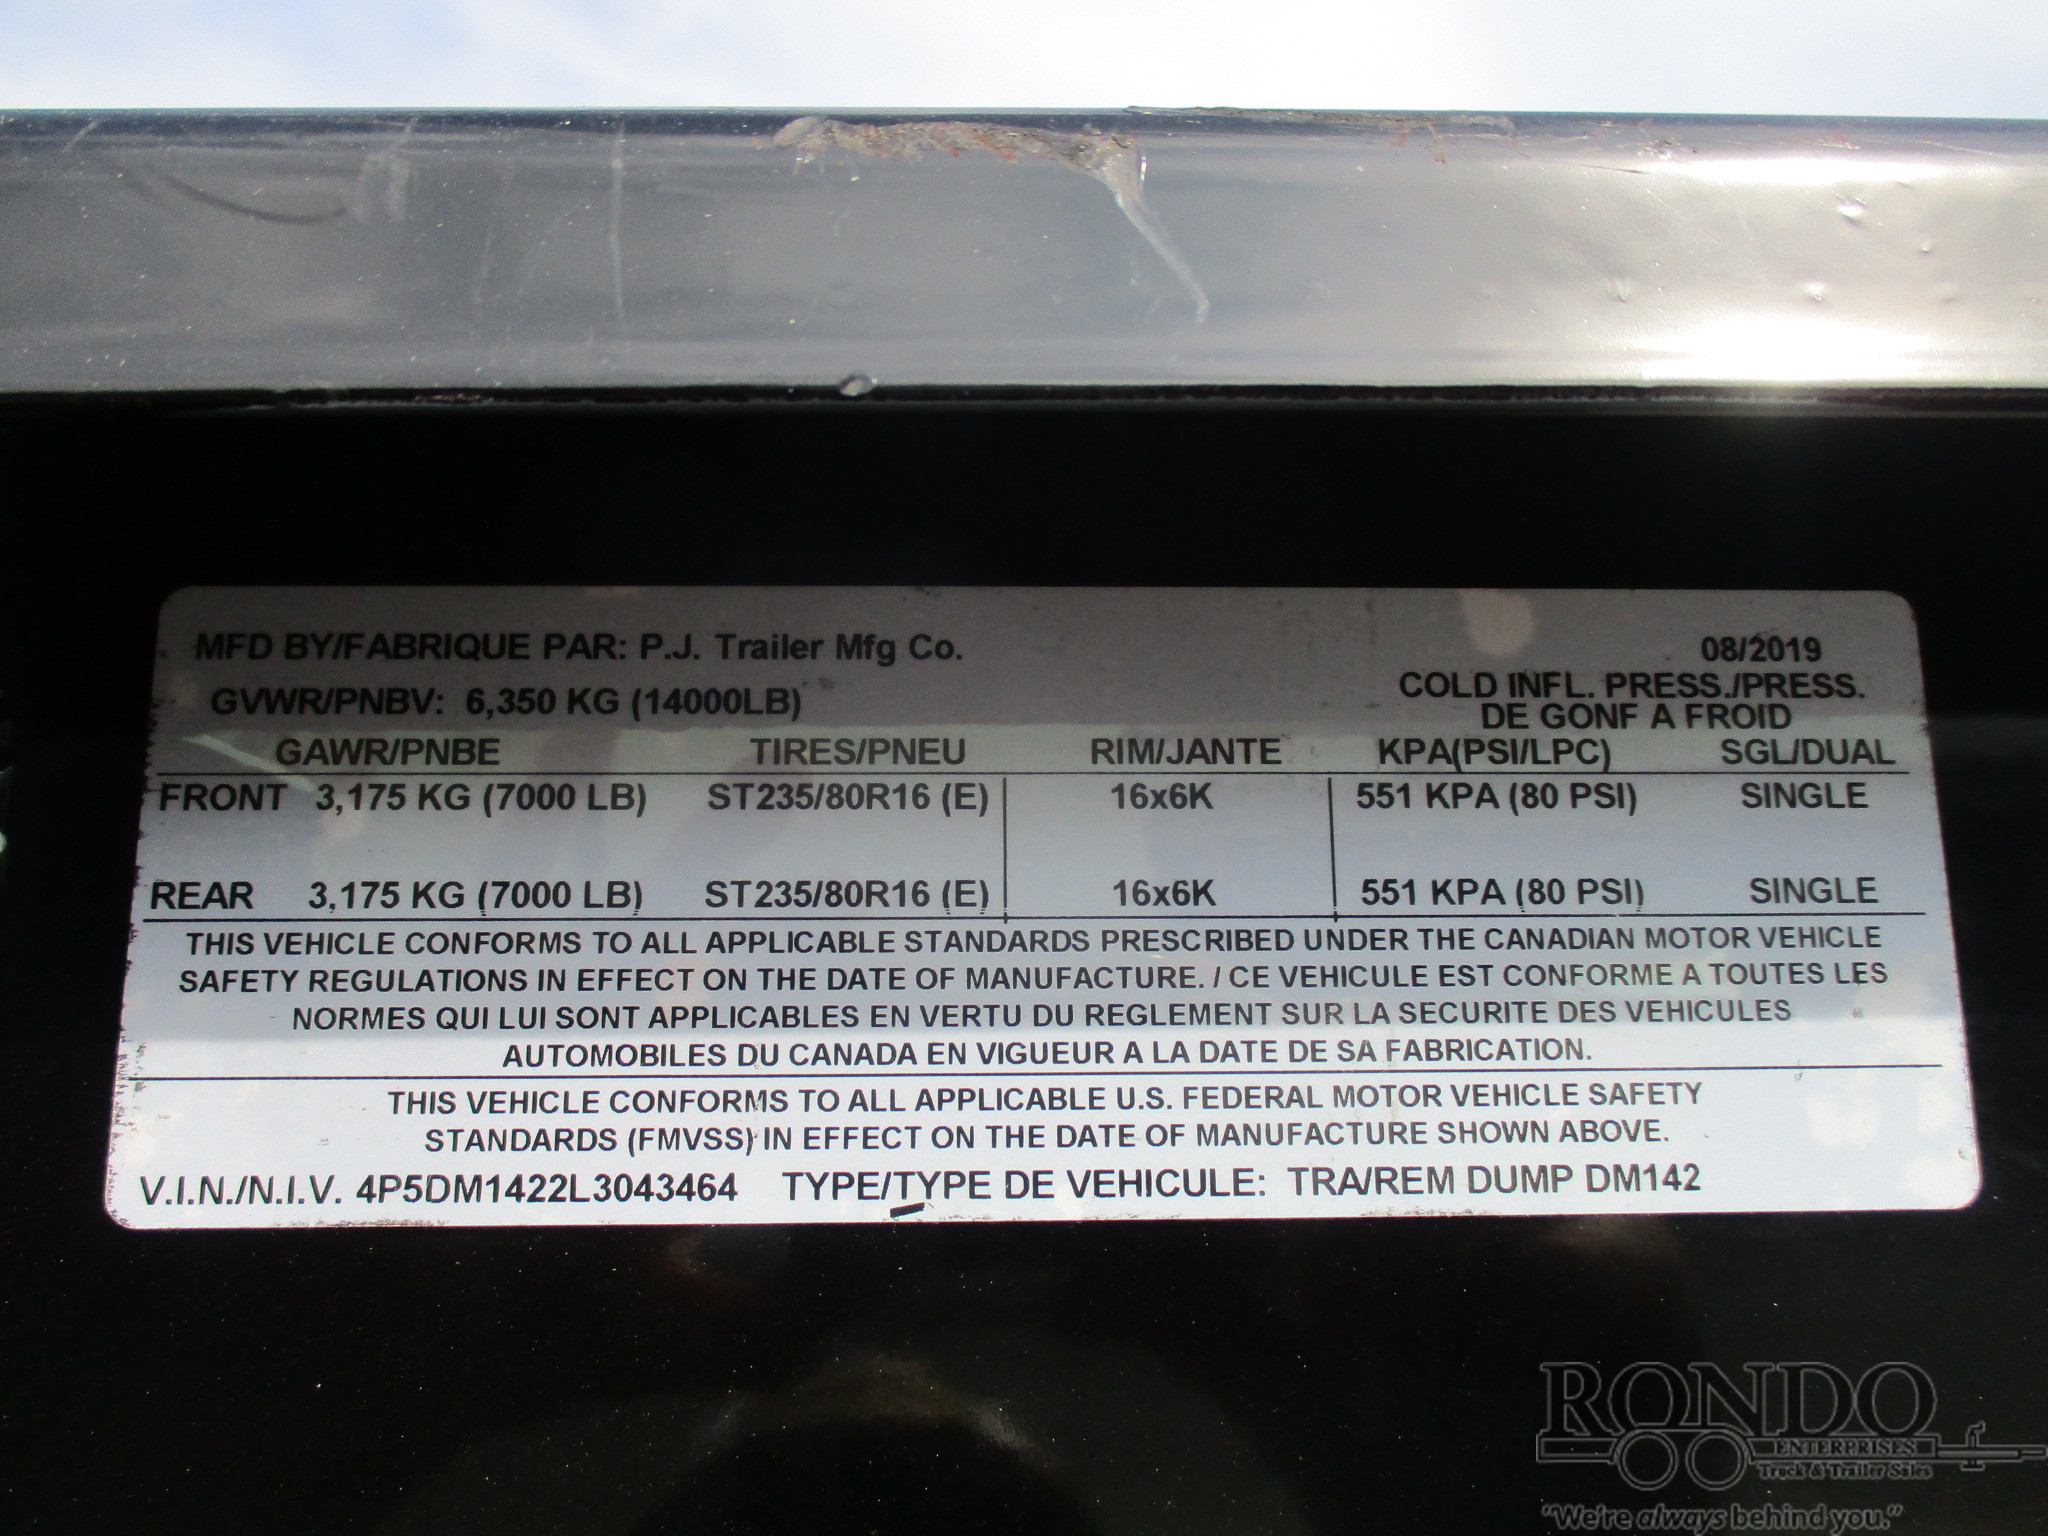 MFD BY/FABRIQUE PAR: P.J. Trailer Mfg Co. 08/2019
GVWR/PNBV: 6,350 KG (14000LB) COLD INFL. PRESS./PRESS.
DE GONF A FROID
GAWR/PNBE TIRES/PNEU RIM/JANTE KPA(PSI/LPC) SGL/DUAL
FRONT 3,175 KG (7000 LB) ST235/80R16 (E) 16x6K 551 KPA (80 PSI) SINGLE
REAR 3,175 KG (7000 LB) ST235/80R16 (E) 16x6K 551 KPA (80 PSI) SINGLE
THIS VEHICLE CONFORMS TO ALL APPLICABLE STANDARDS PRESCRIBED UNDER THE CANADIAN MOTOR VEHICLE
SAFETY REGULATIONS IN EFFECT ON THE DATE OF MANUFACTURE. / CE VEHICULE EST CONFORME A TOUTES LES
NORMES QUI LUI SONT APPLICABLES EN VERTU DU REGLEMENT SUR LA SECURITE DES VEHICULES
AUTOMOBILES DU CANADA EN VIGUEUR A LA DATE DE SA FABRICATION.
THIS VEHICLE CONFORMS TO ALL APPLICABLE U.S. FEDERAL MOTOR VEHICLE SAFETY
STANDARDS (FMVSS) IN EFFECT ON THE DATE OF MANUFACTURE SHOWN ABOVE.
V.I.N./N.I.V. 4P5DM1422L3043464 TYPE/TYPE DE VEHICULE: TRA/REM DUMP DM142
RONDO
ENTERPRISES
Truck & Trailer Sales
"We're always behind you."